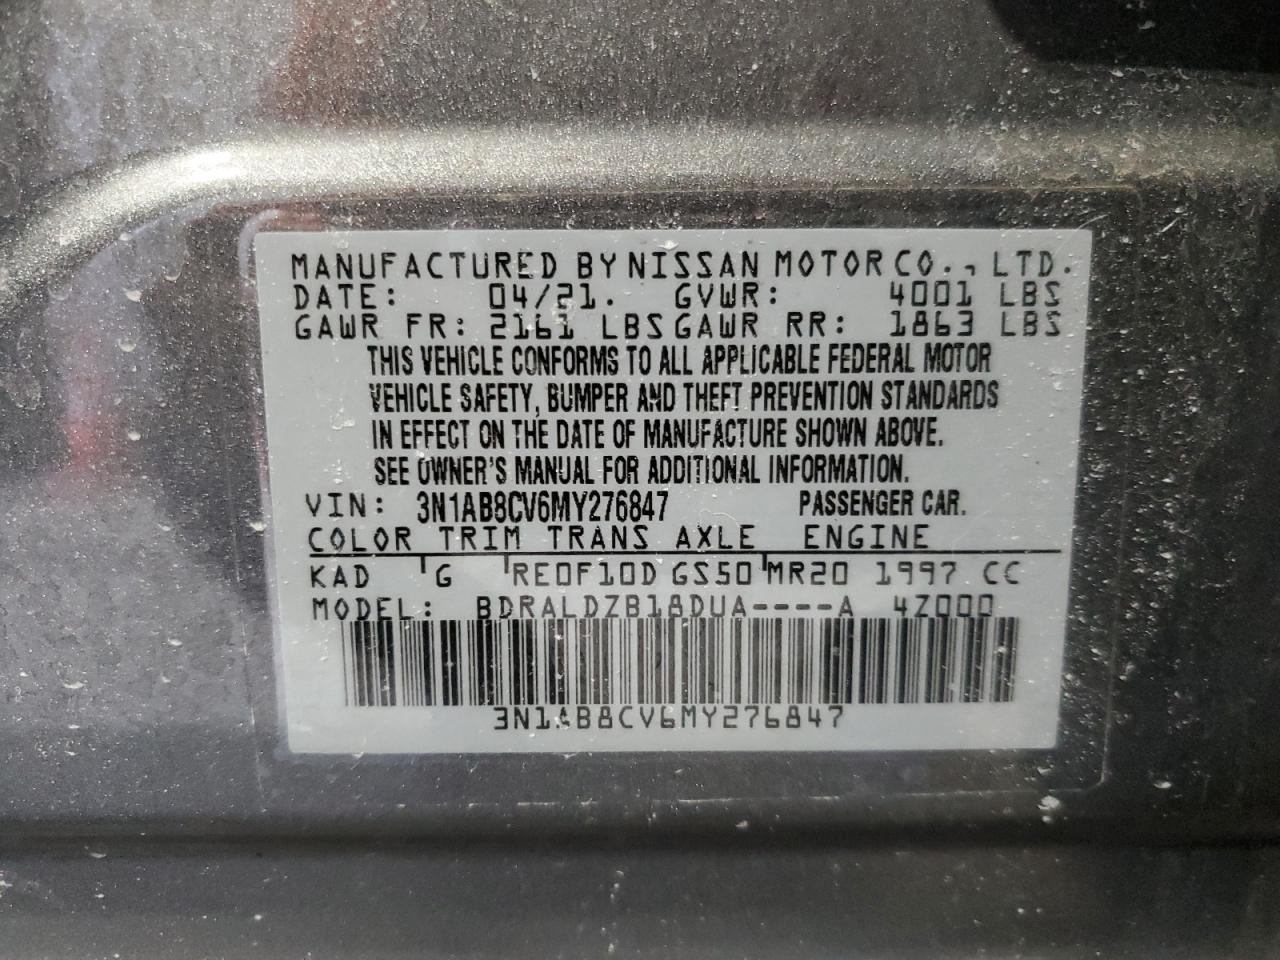 MANUFACTURED BY NISSAN MOTOR CO., LTD.
DATE: 04/21. GVWR: 4001 LBS
GAWR FR: 2161 LBS GAWR RR: 1863 LBS
THIS VEHICLE CONFORMS TO ALL APPLICABLE FEDERAL MOTOR
VEHICLE SAFETY, BUMPER AND THEFT PREVENTION STANDARDS
IN EFFECT ON THE DATE OF MANUFACTURE SHOWN ABOVE.
SEE OWNER'S MANUAL FOR ADDITIONAL INFORMATION.
VIN: 3N1AB8CV6MY276847 PASSENGER CAR.
COLOR TRIM TRANS AXLE ENGINE
KAD G RE0F10D GS50 MR20 1997 CC
MODEL: BDRALDZB18DUA----A 4Z000
3N1AB8CV6MY276847